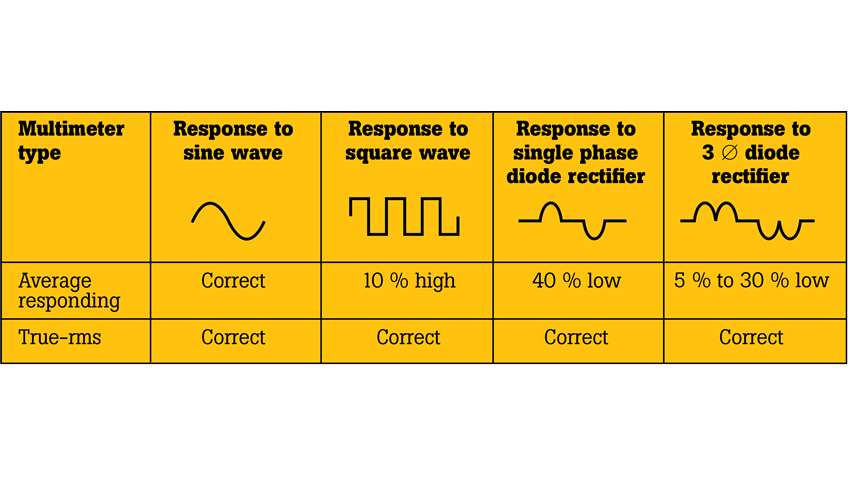 Multimeter type
Response to sine wave
Response to square wave
Response to single phase diode rectifier
Response to 3 ∅ diode rectifier
Average responding
Correct
10 % high
40 % low
5 % to 30 % low
True-rms
Correct
Correct
Correct
Correct